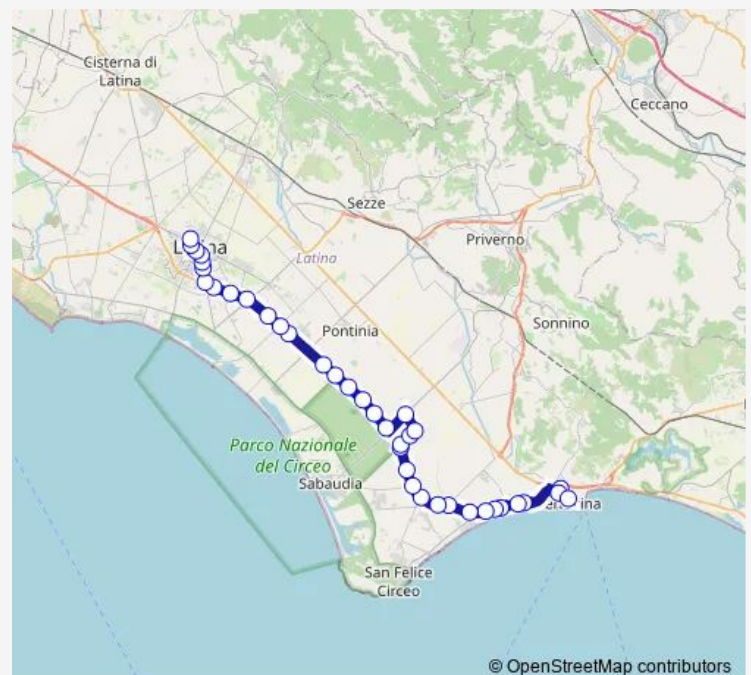 Cisterna di
Latina
Ceccano
Sezze
Priverno
Latina
Sonnino
Pontinia
Parco Nazionale
del Circeo
Sabaudia
San Felice
Circeo
© OpenStreetMap contributors